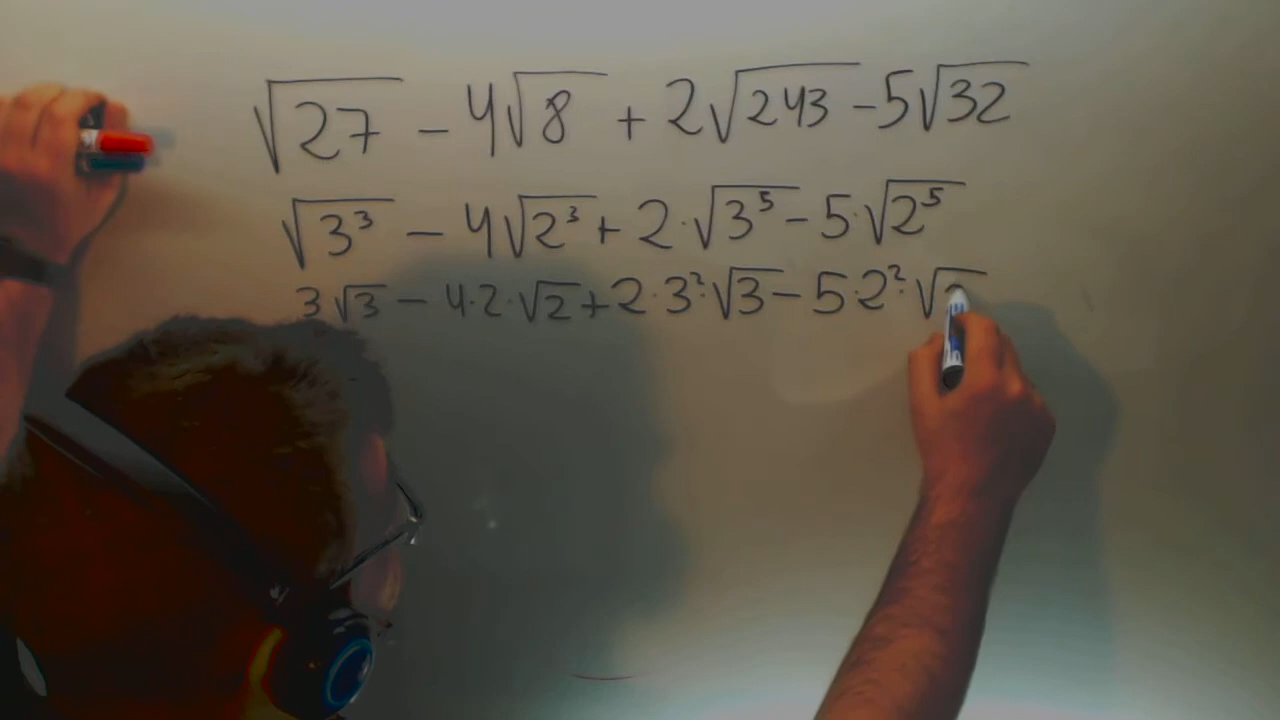 √27 − 4√8 + 2√243 − 5√32
√3³ − 4√2³ + 2·√3⁵ − 5·√2⁵
3√3 − 4·2·√2 + 2·3²·√3 − 5·2²·√